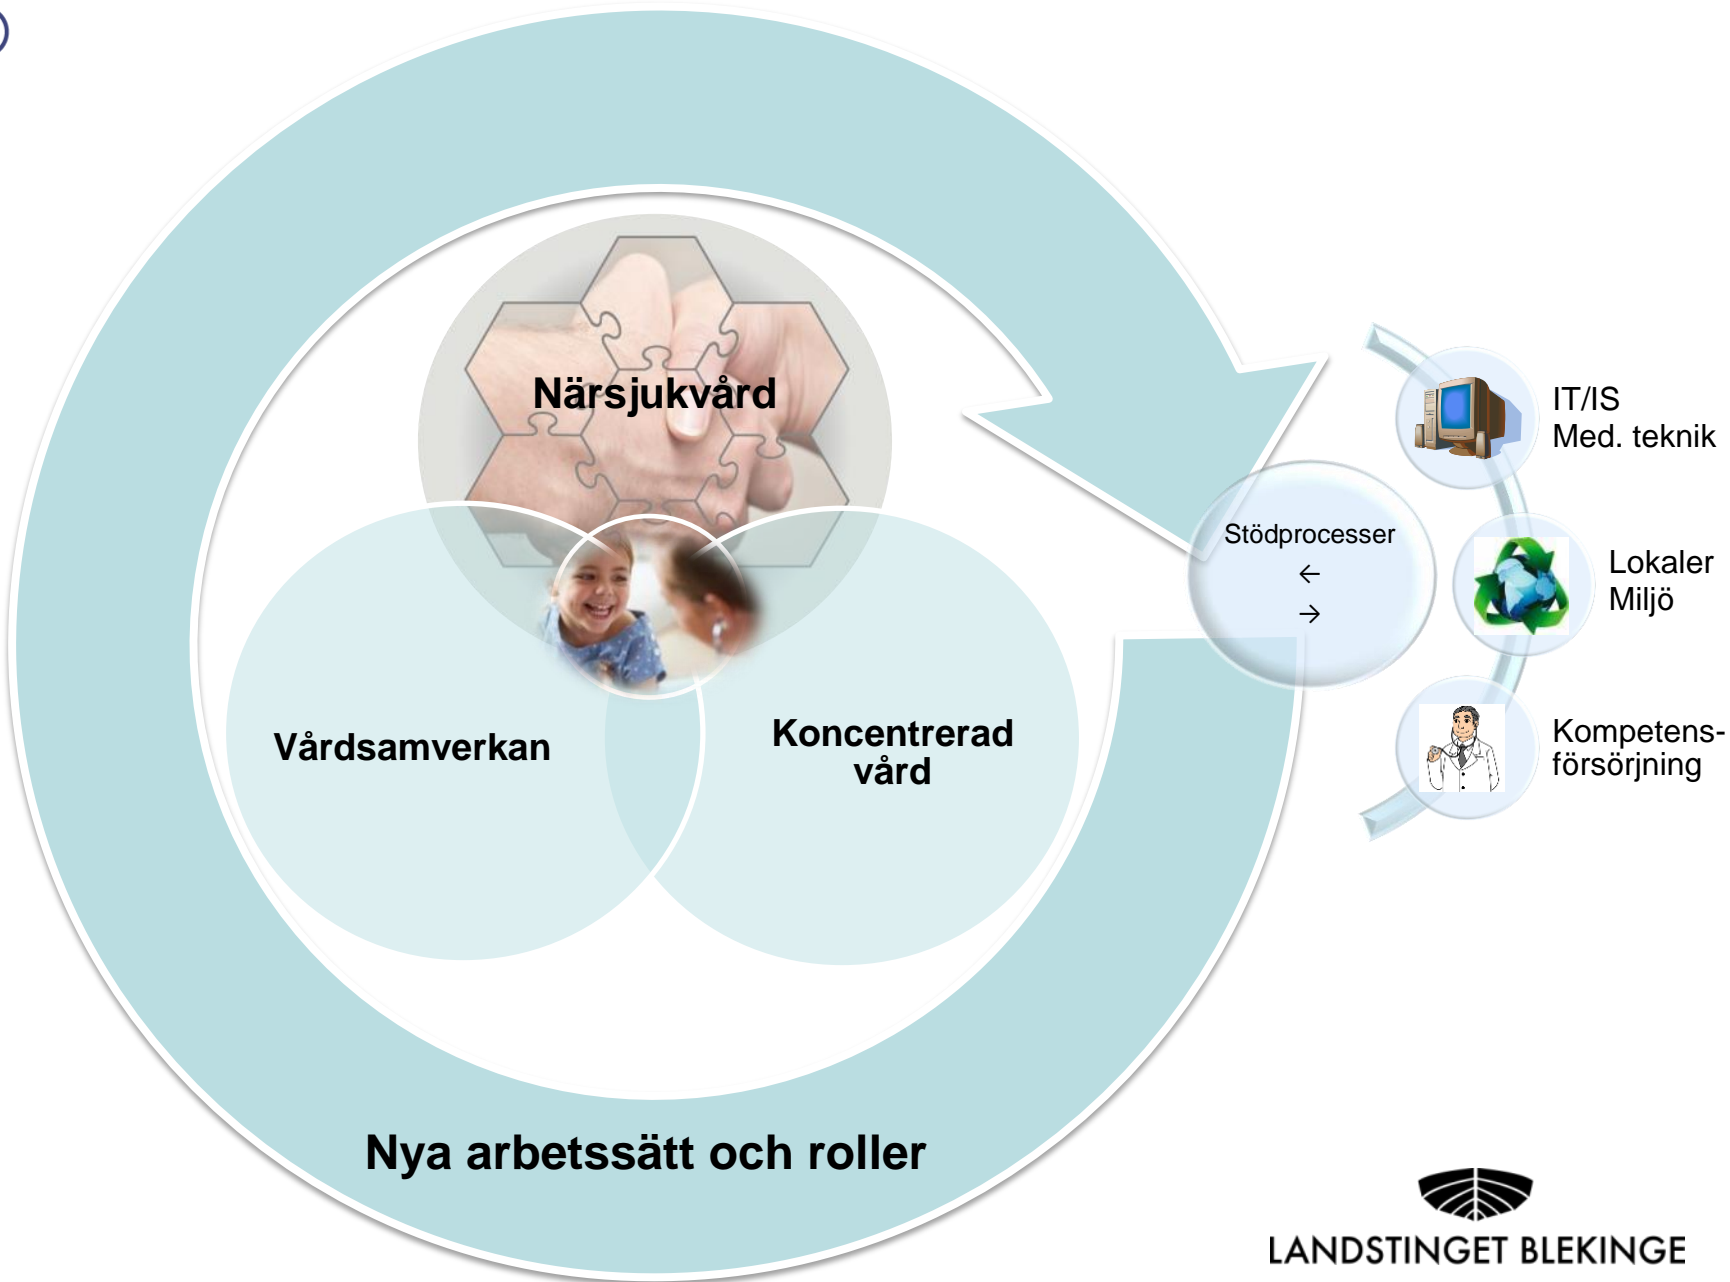 Närsjukvård
Vårdsamverkan
Koncentrerad
vård
Nya arbetssätt och roller
Stödprocesser
←
→
IT/IS
Med. teknik
Lokaler
Miljö
Kompetens-
försörjning
LANDSTINGET BLEKINGE